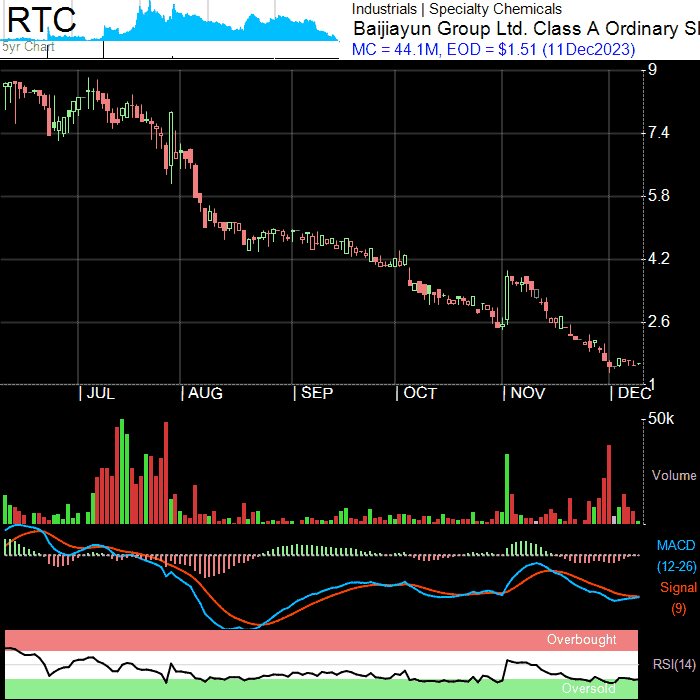 RTC
5yr Chart
Industrials | Specialty Chemicals
Baijiayun Group Ltd. Class A Ordinary S
MC = 44.1M, EOD = $1.51 (11Dec2023)
9
7.4
5.8
4.2
2.6
1
JUL AUG SEP OCT NOV DEC
50k
Volume
MACD
(12-26)
Signal
(9)
Overbought
RSI(14)
Oversold